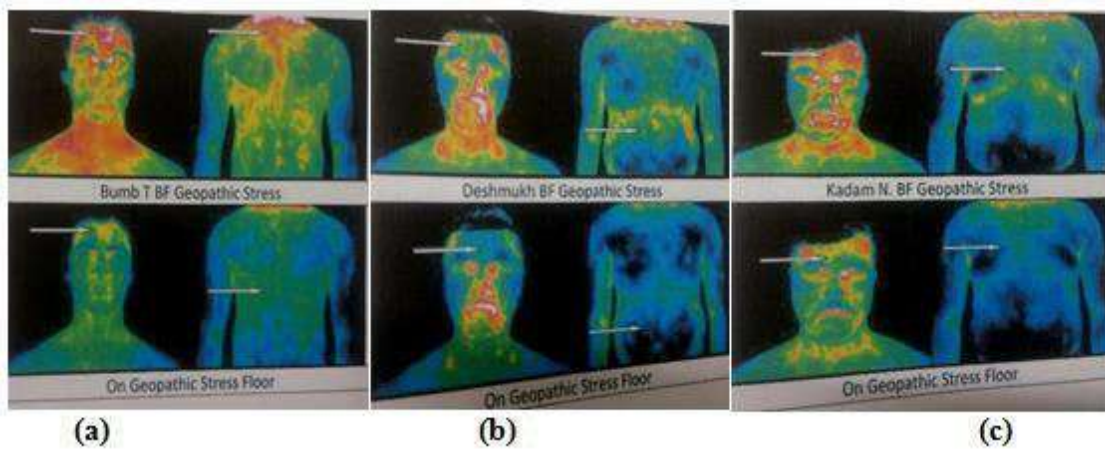 Bumb T BF Geopathic Stress
Deshmukh BF Geopathic Stress
Kadam N. BF Geopathic Stress
On Geopathic Stress Floor
On Geopathic Stress Floor
On Geopathic Stress Floor
(a)
(b)
(c)